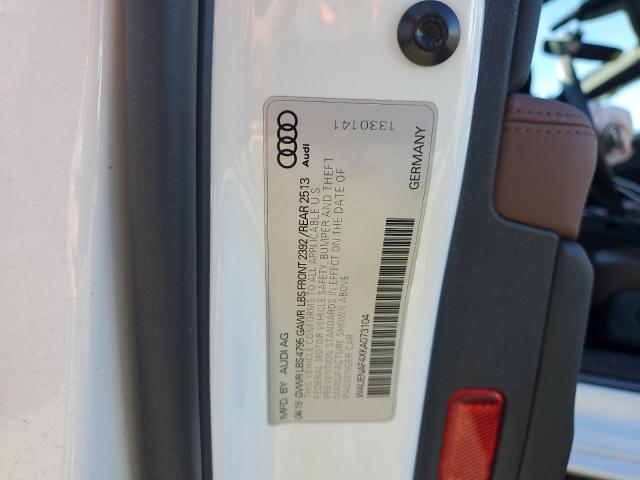 MFD. BY AUDI AG
04.19 GVWR LBS 4795 GAWR LBS FRONT 2392 / REAR 2513
THIS VEHICLE CONFORMS TO ALL APPLICABLE U.S.
FEDERAL MOTOR VEHICLE SAFETY, BUMPER AND THEFT
PREVENTION STANDARDS IN EFFECT ON THE DATE OF
MANUFACTURE SHOWN ABOVE.
PASSENGER CAR
WAUENAF4XKA073104
GERMANY
Audi
1330141